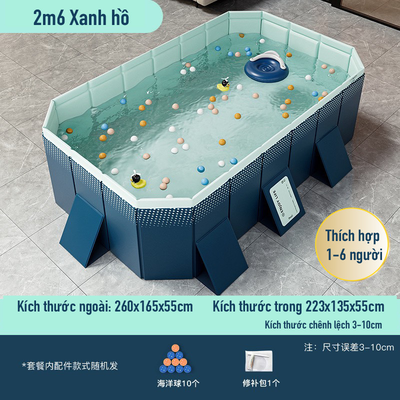 2m6 Xanh hồ
Thích hợp
1-6 người
Kích thước ngoài: 260x165x55cm
Kích thước trong 223x135x55cm
Kích thước chênh lệch 3-10cm
注：尺寸误差3-10cm
*套餐内配件款式随机发
海洋球10个
修补包1个